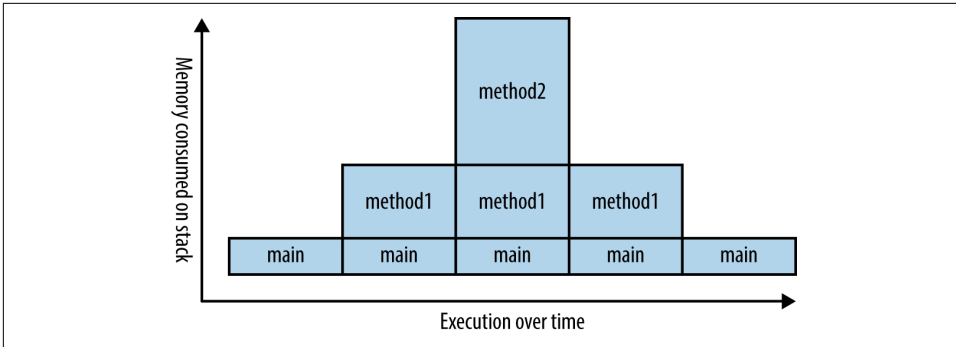 Memory consumed on stack
method2
method1 method1 method1
main main main main main
Execution over time